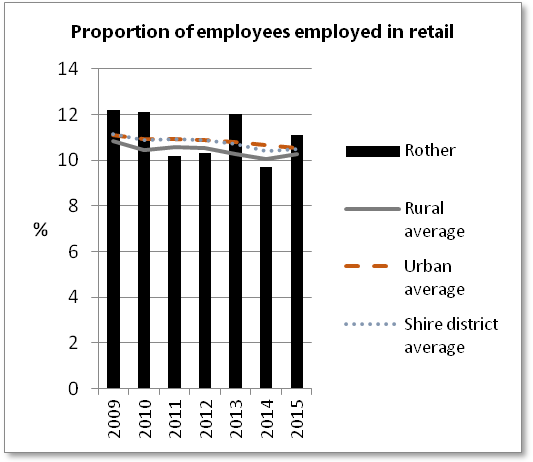 Proportion of employees employed in retail
14
12
10
8
6
4
2
0
%
2009
2010
2011
2012
2013
2014
2015
Rother
Rural
average
Urban
average
Shire district
average